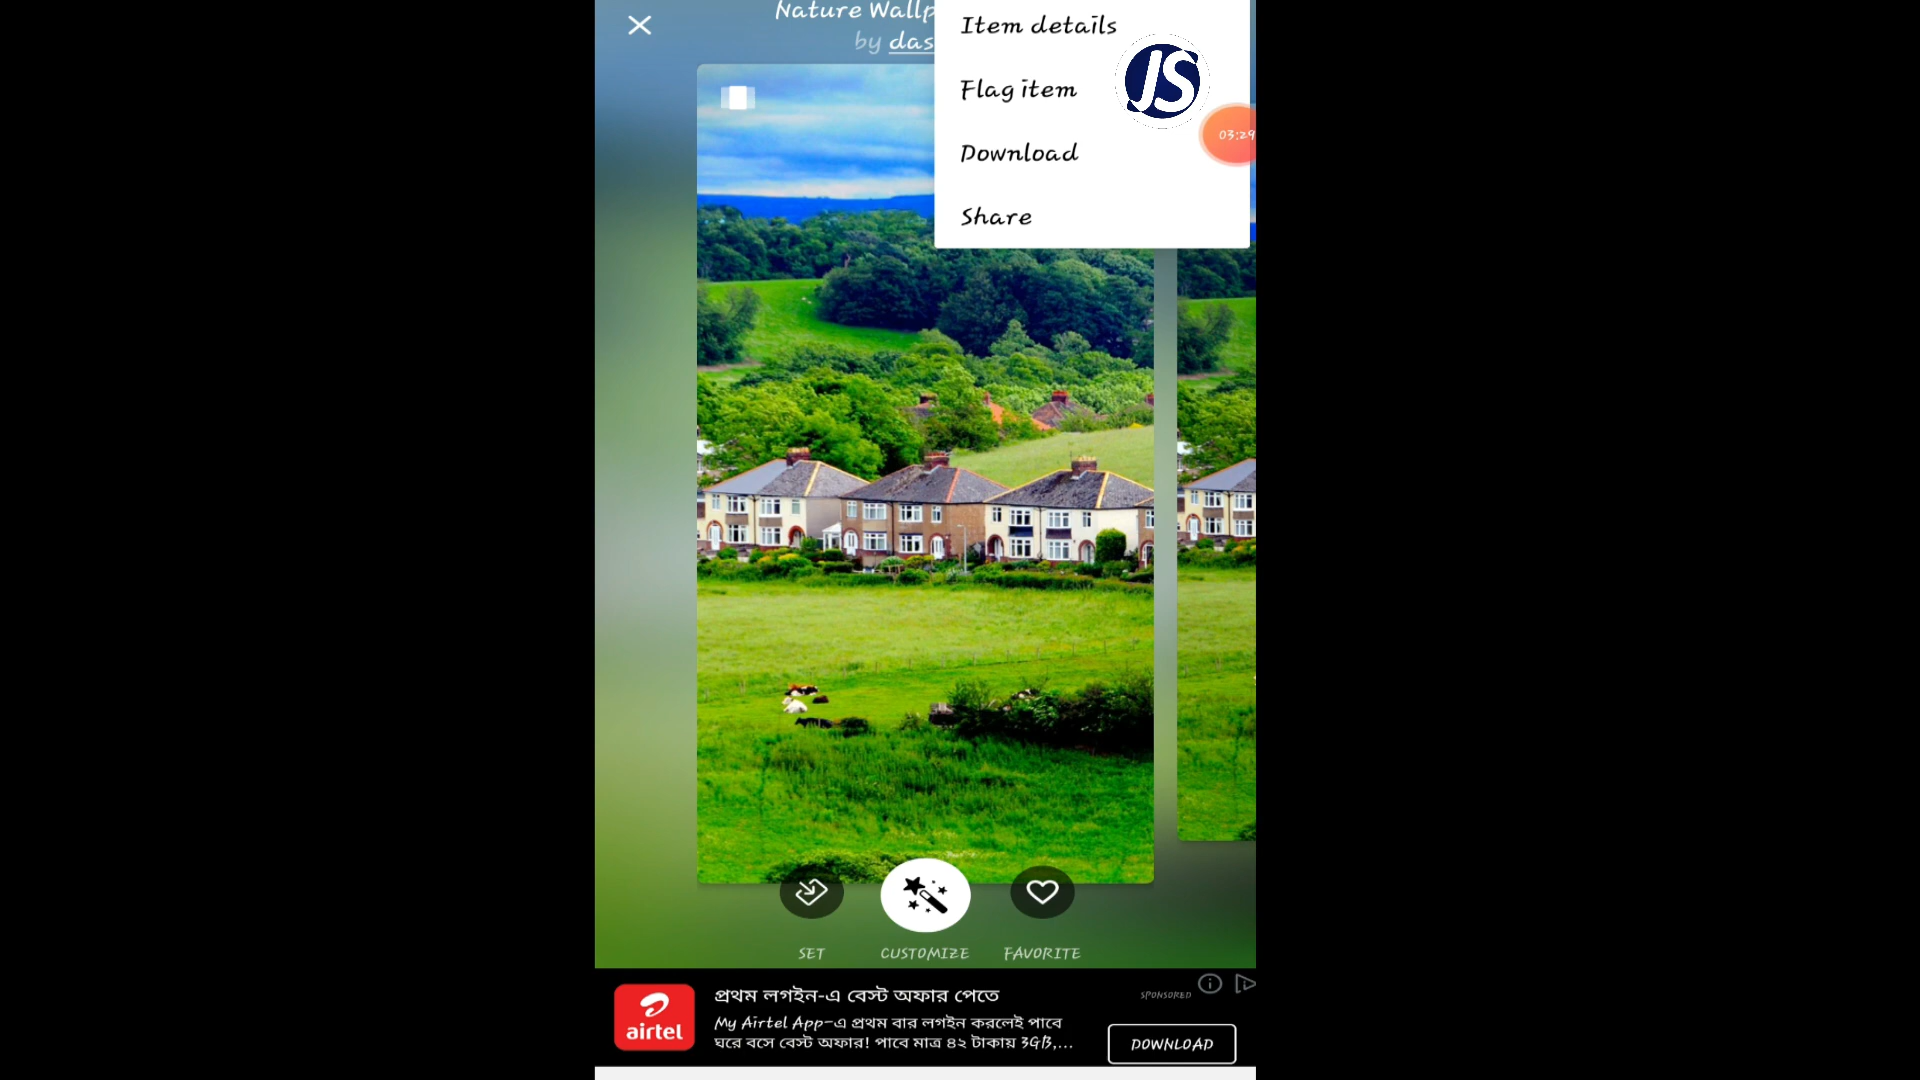 Nature Wallp
by das
Item details
Flag item
Download
Share
JS
03:29
SET
CUSTOMIZE
FAVORITE
প্রথম লগইন-এ বেস্ট অফার পেতে
SPONSORED
My Airtel App-এ প্রথম বার লগইন করলেই পাবে
ঘরে বসে বেস্ট অফার! পাবে মাত্র ৪২ টাকায় 3GB,...
airtel
DOWNLOAD